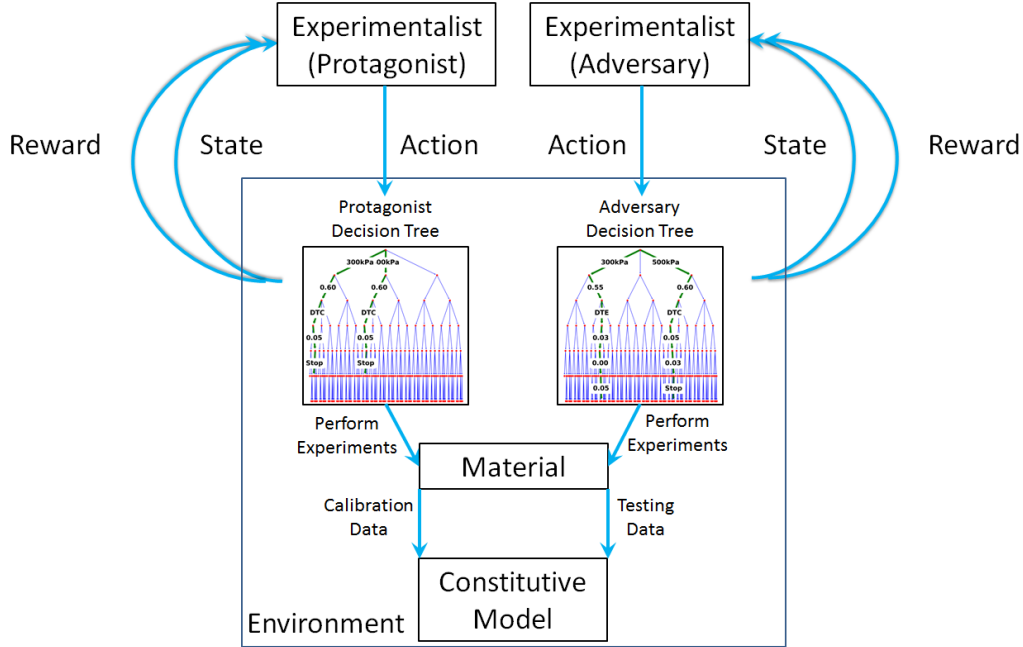 Experimentalist
(Protagonist)
Experimentalist
(Adversary)
Reward
State
Action
Action
State
Reward
Protagonist
Decision Tree
Adversary
Decision Tree
300kPa 00kPa
0.60 0.60
DTC DTC
0.05 0.05
Stop Stop
300kPa 500kPa
0.55 0.60
DTE DTC
0.03 0.05
0.00 0.03
0.05 Stop
Perform
Experiments
Perform
Experiments
Material
Calibration
Data
Testing
Data
Constitutive
Model
Environment